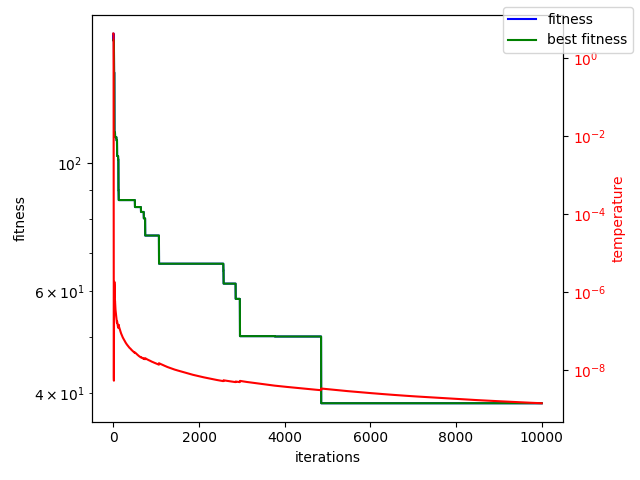 fitness
best fitness
10^2
6 × 10^1
4 × 10^1
fitness
10^0
10^-2
10^-4
10^-6
10^-8
temperature
0
2000
4000
6000
8000
10000
iterations